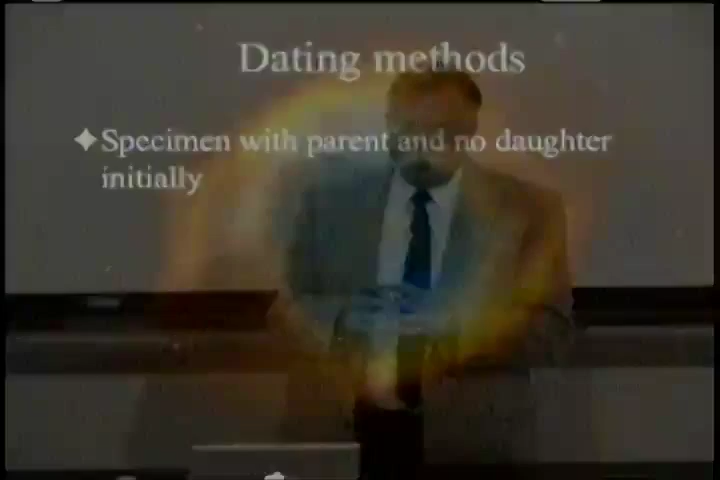 Dating methods
Specimen with parent and no daughter
initially